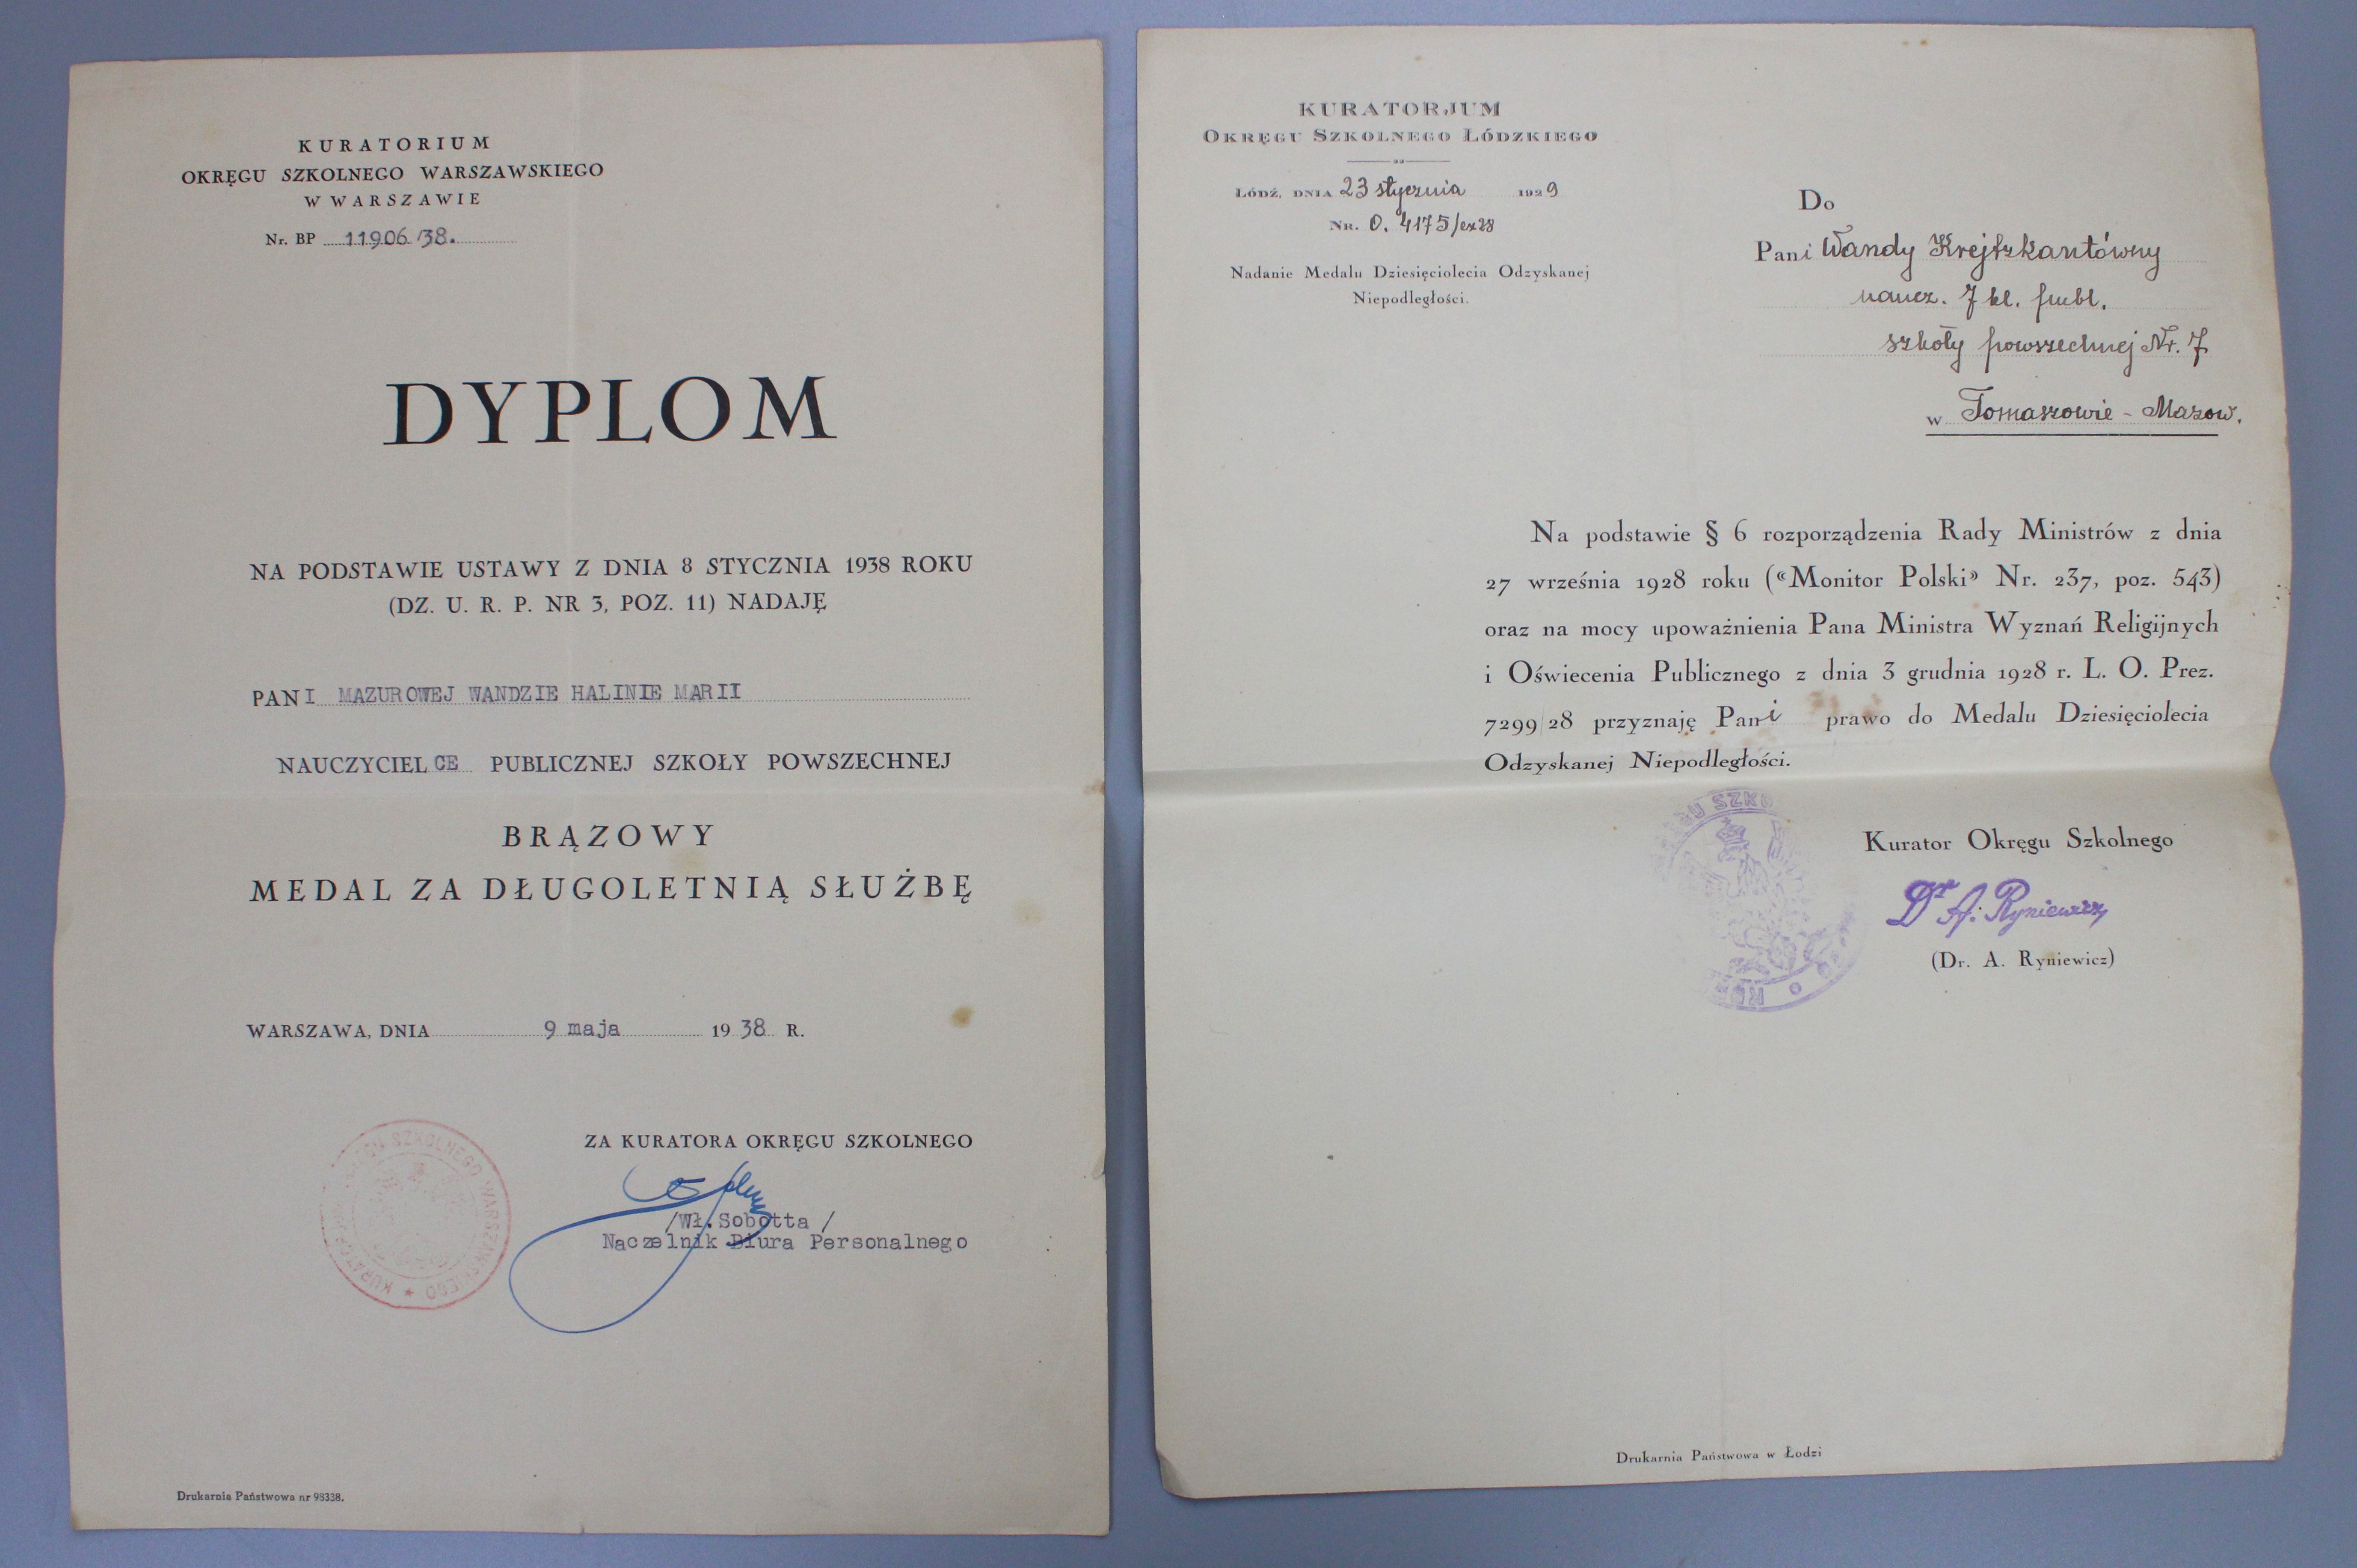 KURATORIUM
OKRĘGU SZKOLNEGO WARSZAWSKIEGO
W WARSZAWIE
Nr. BP 11906/38.
DYPLOM
NA PODSTAWIE USTAWY Z DNIA 8 STYCZNIA 1938 ROKU
(DZ. U. R. P. NR 3, POZ. 11) NADAJĘ
PANI MAZUROWEJ WANDZIE HALINIE MARII
NAUCZYCIELCE PUBLICZNEJ SZKOŁY POWSZECHNEJ
BRĄZOWY
MEDAL ZA DŁUGOLETNIĄ SŁUŻBĘ
WARSZAWA, DNIA 9 maja 1938 R.
ZA KURATORA OKRĘGU SZKOLNEGO
/Wł.Sobotta /
Naczelnik Biura Personalnego
SZKOLNEGO WARSZAWSKIEGO
Drukarnia Państwowa nr 98338.
KURATORJUM
OKRĘGU SZKOLNEGO ŁÓDZKIEGO
ŁÓDŹ, DNIA 23 stycznia 1929
NR. O. 4175/ex28
Nadanie Medalu Dziesięciolecia Odzyskanej
Niepodległości.
Do
Pani Wandy Krejtzkantówny
naucz. 7 kl. publ.
szkoły powszechnej Nr. 7
w Tomaszowie - Mazow.
Na podstawie § 6 rozporządzenia Rady Ministrów z dnia
27 września 1928 roku («Monitor Polski» Nr. 237, poz. 543)
oraz na mocy upoważnienia Pana Ministra Wyznań Religijnych
i Oświecenia Publicznego z dnia 3 grudnia 1928 r. L. O. Prez.
7299/28 przyznaję Pani prawo do Medalu Dziesięciolecia
Odzyskanej Niepodległości.
Kurator Okręgu Szkolnego
Dr A. Ryniewicz
(Dr. A. Ryniewicz)
Drukarnia Państwowa w Łodzi